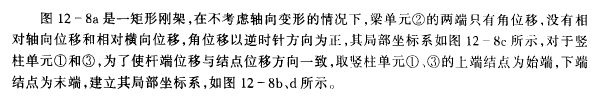 图 12-8a 是一矩形刚架,在不考虑轴向变形的情况下,梁单元②的两端只有角位移,没有相
对轴向位移和相对横向位移,角位移以逆时针方向为正,其局部坐标系如图 12-8c 所示,对于竖
柱单元①和③,为了使杆端位移与结点位移方向一致,取竖柱单元①、③的上端结点为始端,下端
结点为末端,建立其局部坐标系,如图 12-8b、d 所示。